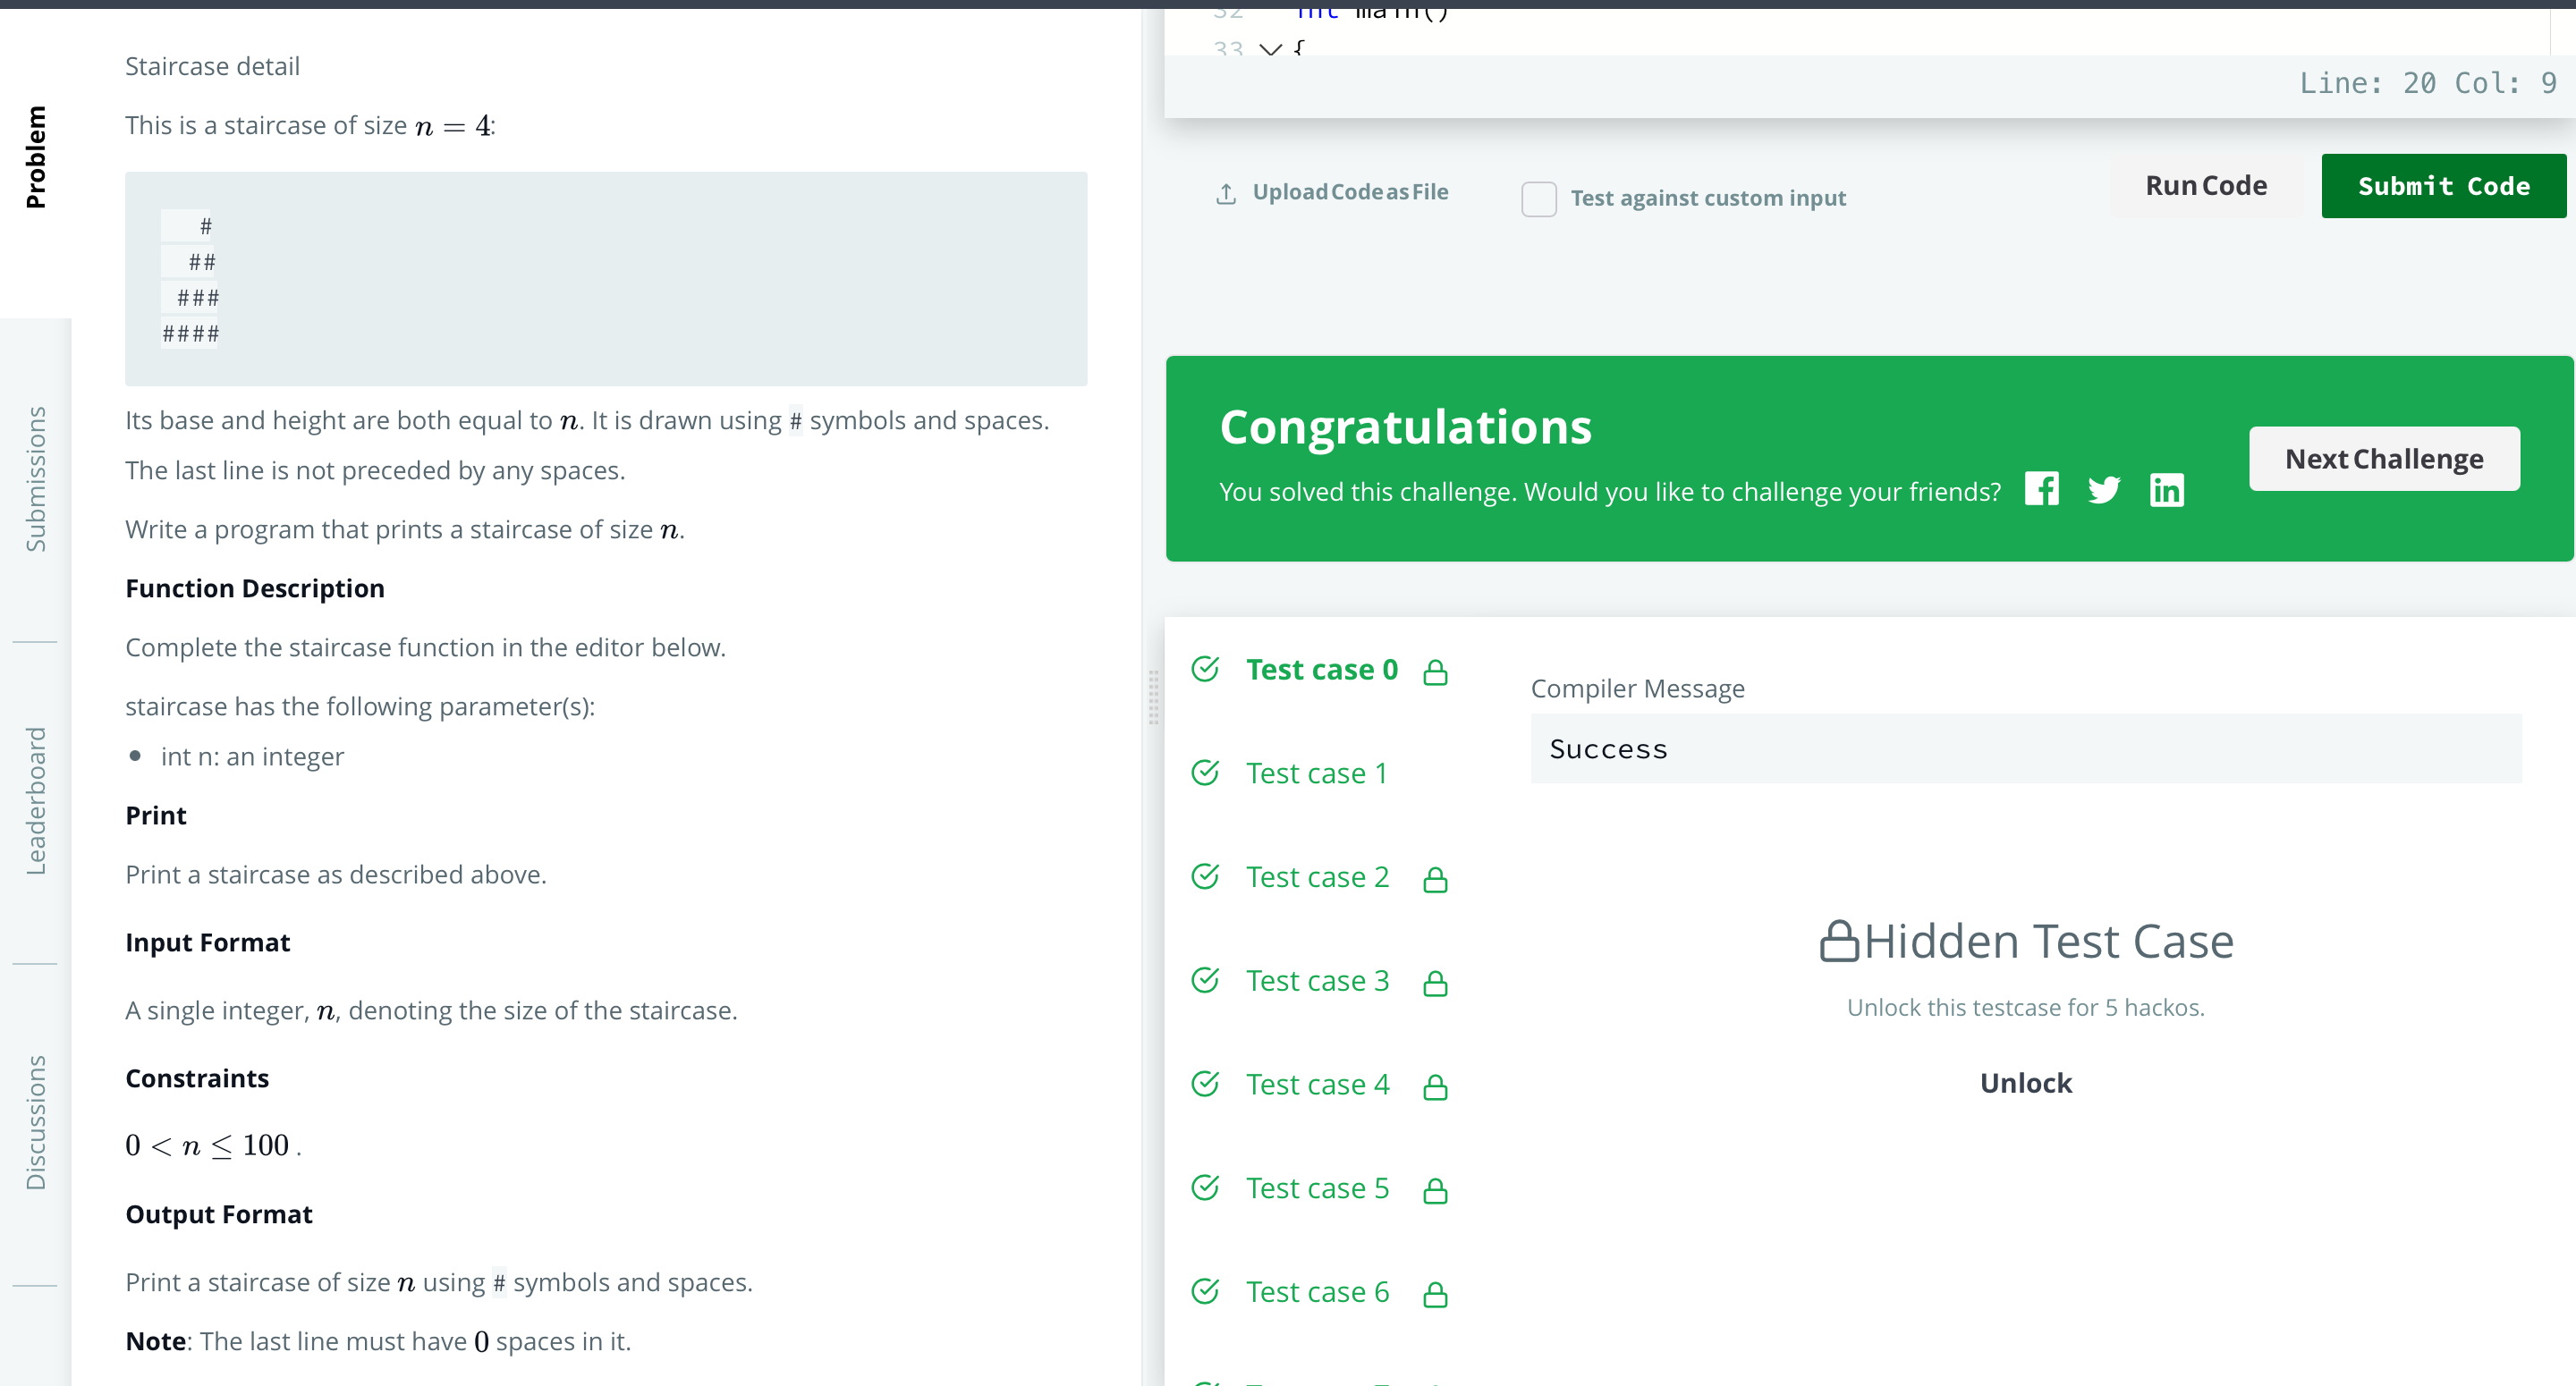 Problem
Submissions
Leaderboard
Discussions
Staircase detail
This is a staircase of size n = 4:
   #
  ##
 ###
####
Its base and height are both equal to n. It is drawn using # symbols and spaces.
The last line is not preceded by any spaces.
Write a program that prints a staircase of size n.
Function Description
Complete the staircase function in the editor below.
staircase has the following parameter(s):
• int n: an integer
Print
Print a staircase as described above.
Input Format
A single integer, n, denoting the size of the staircase.
Constraints
0 < n ≤ 100 .
Output Format
Print a staircase of size n using # symbols and spaces.
Note: The last line must have 0 spaces in it.
32 int main()
33 {
Line: 20 Col: 9
Upload Code as File
Test against custom input
Run Code
Submit Code
Congratulations
You solved this challenge. Would you like to challenge your friends?
Next Challenge
Test case 0
Test case 1
Test case 2
Test case 3
Test case 4
Test case 5
Test case 6
Compiler Message
Success
Hidden Test Case
Unlock this testcase for 5 hackos.
Unlock